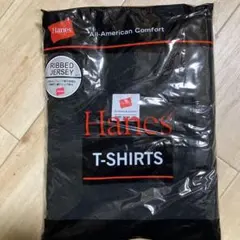 Hanes
All-American Comfort
RIBBED
JERSEY
Hanes
T-SHIRTS